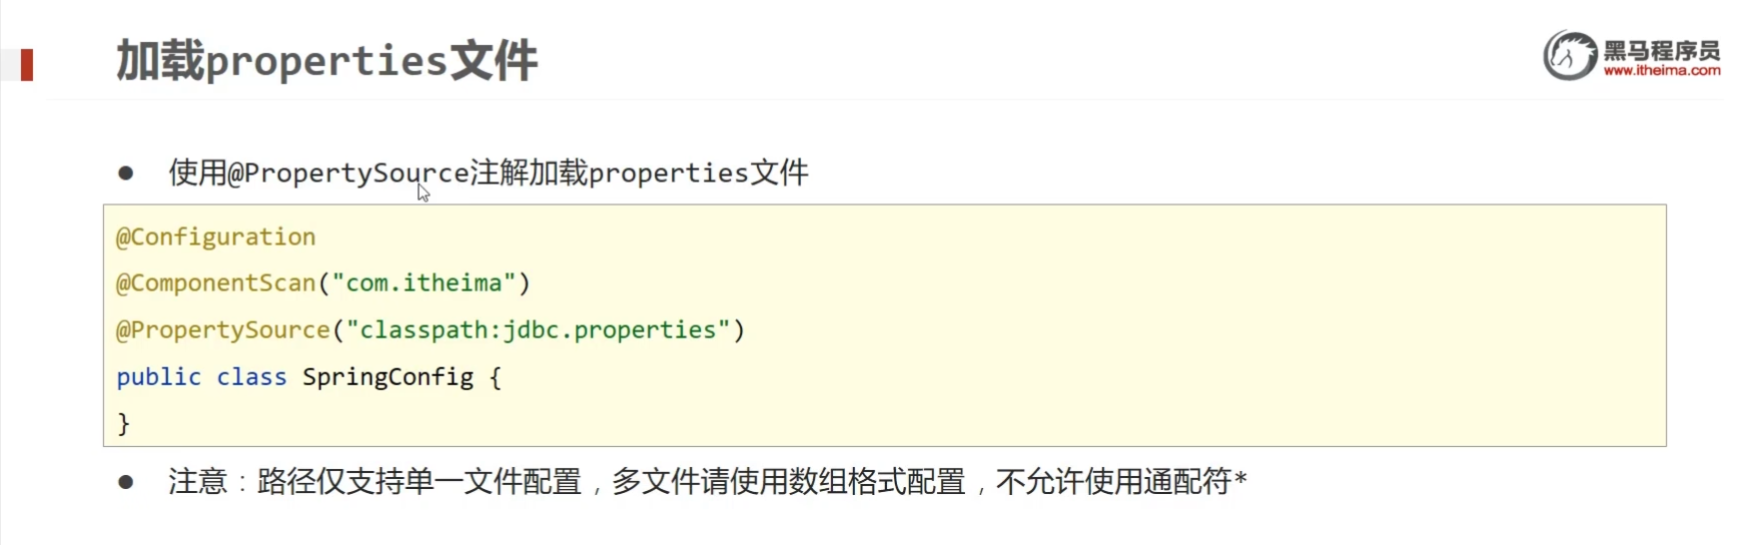 加载properties文件
黑马程序员
www.itheima.com
● 使用@PropertySource注解加载properties文件
@Configuration
@ComponentScan("com.itheima")
@PropertySource("classpath:jdbc.properties")
public class SpringConfig {
}
● 注意：路径仅支持单一文件配置，多文件请使用数组格式配置，不允许使用通配符*